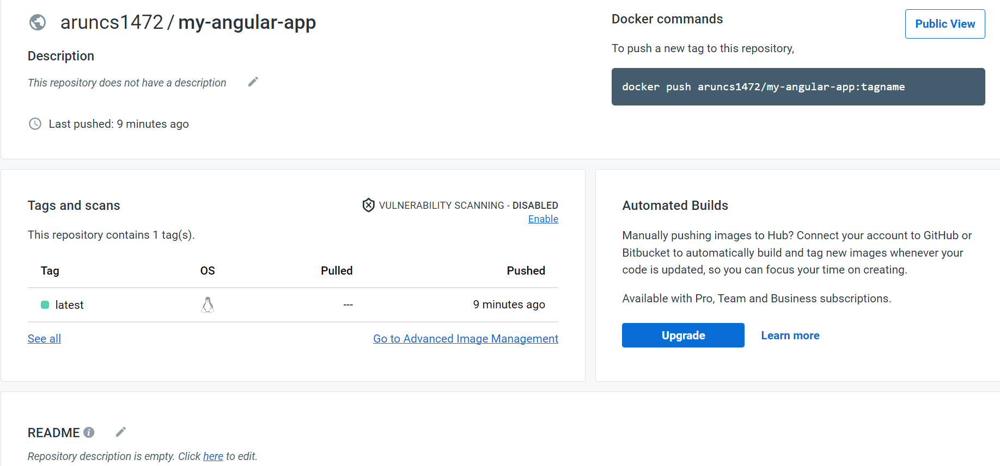 aruncs1472 / my-angular-app
Description
This repository does not have a description
Last pushed: 9 minutes ago
Docker commands
Public View
To push a new tag to this repository,
docker push aruncs1472/my-angular-app:tagname
Tags and scans
VULNERABILITY SCANNING - DISABLED
Enable
This repository contains 1 tag(s).
Tag OS Pulled Pushed
latest --- 9 minutes ago
See all
Go to Advanced Image Management
Automated Builds
Manually pushing images to Hub? Connect your account to GitHub or
Bitbucket to automatically build and tag new images whenever your
code is updated, so you can focus your time on creating.
Available with Pro, Team and Business subscriptions.
Upgrade Learn more
README
Repository description is empty. Click here to edit.